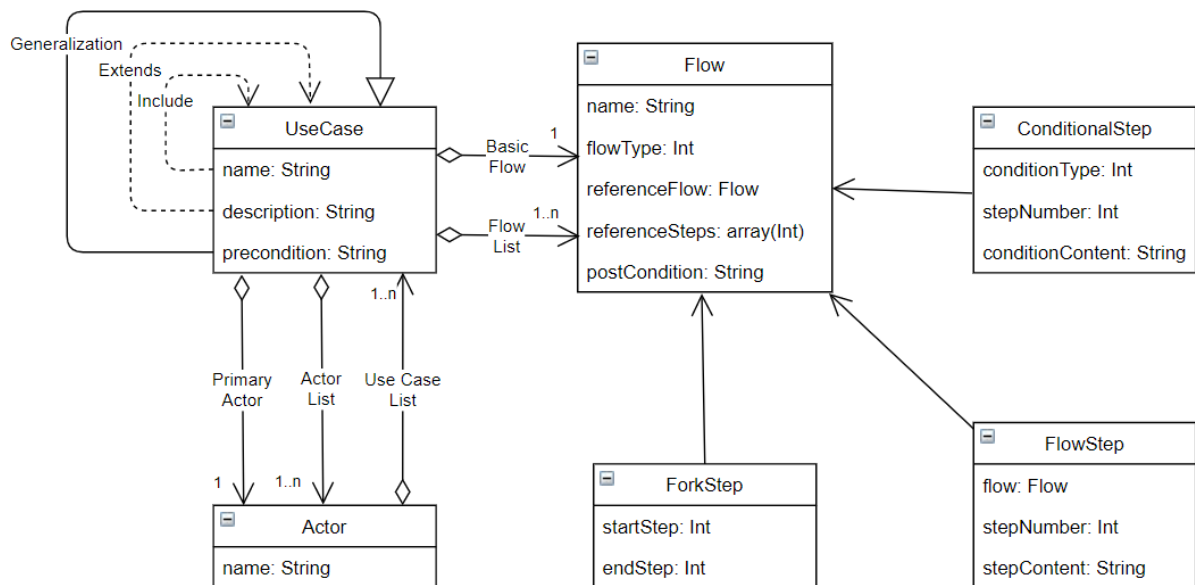 Generalization
Extends
Include
UseCase
name: String
description: String
precondition: String
Basic
Flow
1
Flow
List
1..n
Flow
name: String
flowType: Int
referenceFlow: Flow
referenceSteps: array(Int)
postCondition: String
ConditionalStep
conditionType: Int
stepNumber: Int
conditionContent: String
1..n
Primary
Actor
Actor
List
Use Case
List
1
1..n
Actor
name: String
ForkStep
startStep: Int
endStep: Int
FlowStep
flow: Flow
stepNumber: Int
stepContent: String